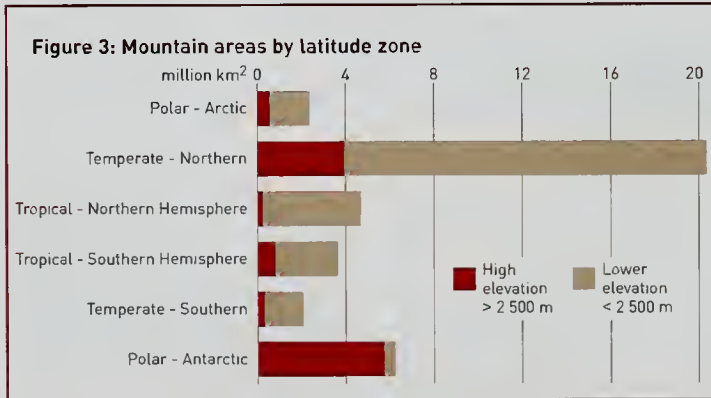 Figure 3: Mountain areas by latitude zone
million km² 0 4 8 12 16 20
Polar - Arctic
Temperate - Northern
Tropical - Northern Hemisphere
Tropical - Southern Hemisphere
Temperate - Southern
Polar - Antarctic
High
elevation
> 2 500 m
Lower
elevation
< 2 500 m